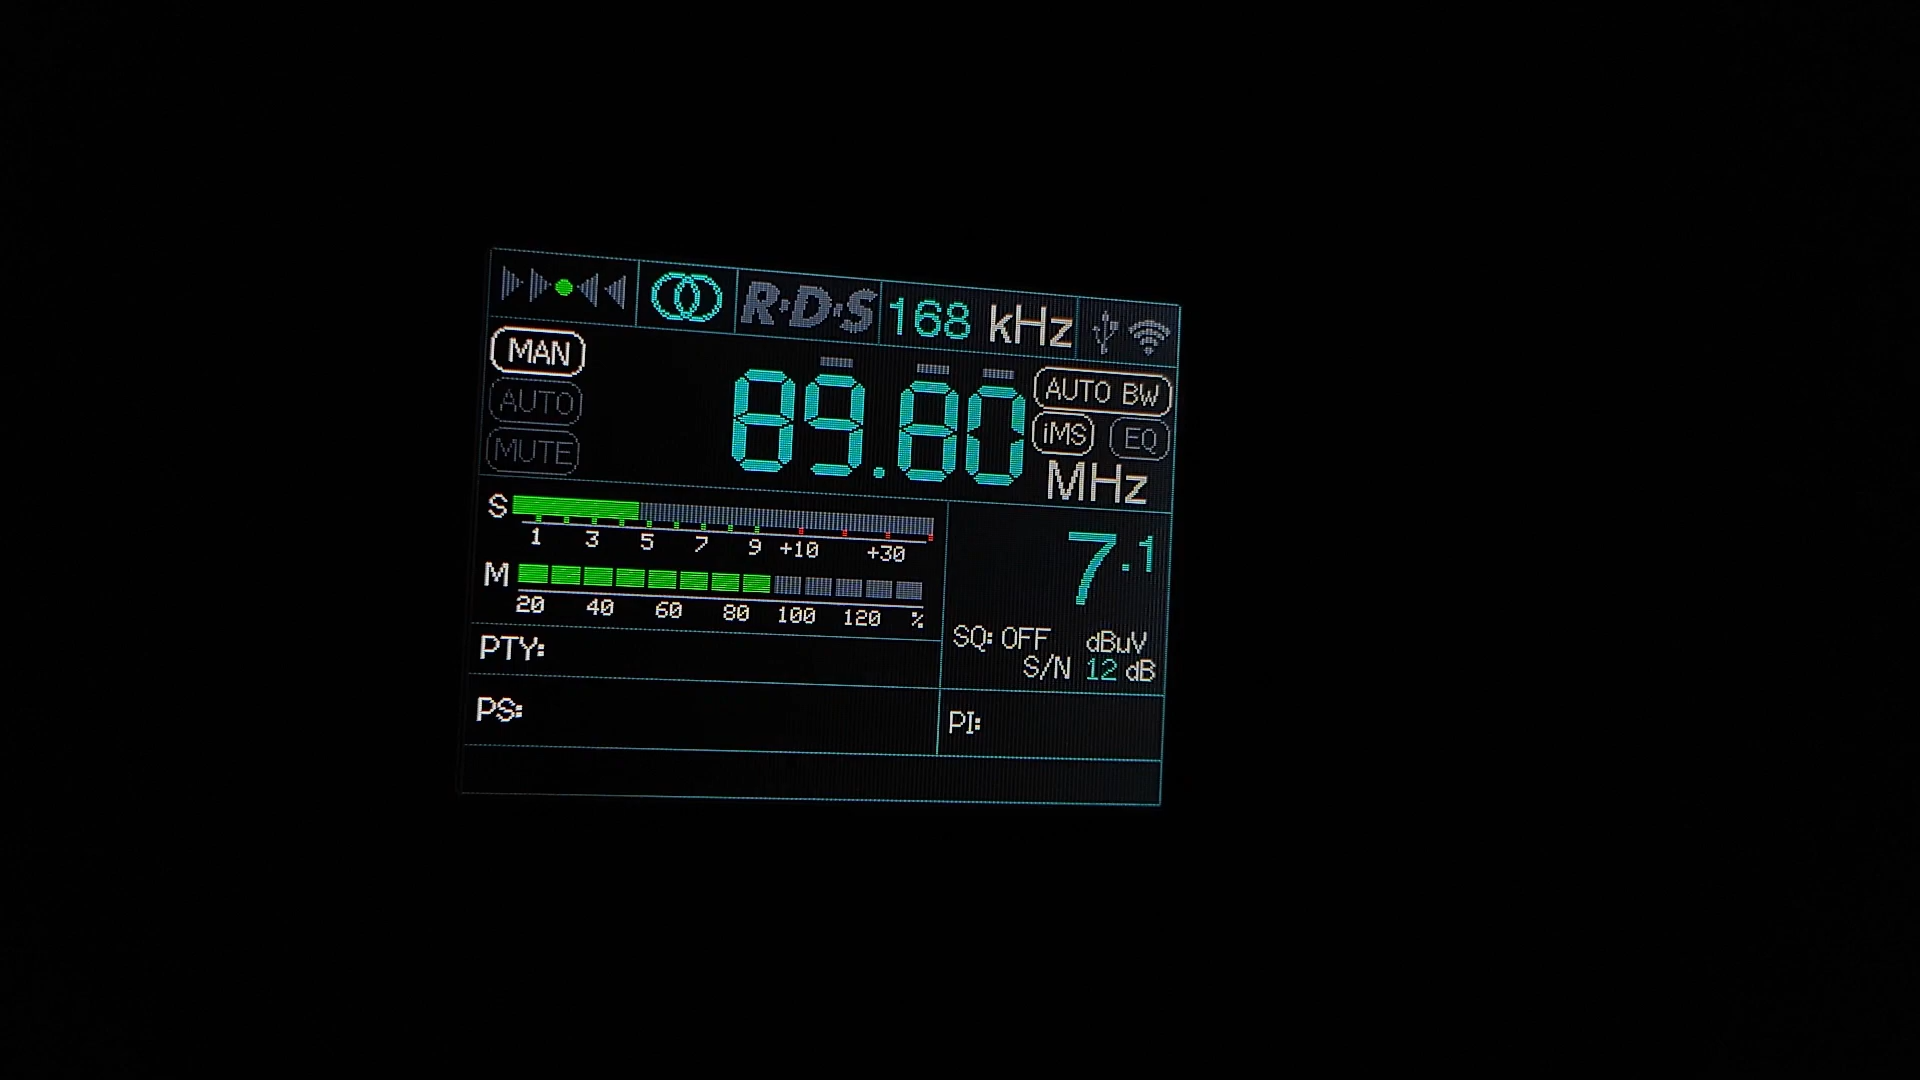 R·D·S 168 kHz
MAN
AUTO
MUTE
89.80
AUTO BW
iMS EQ
MHz
S
1 3 5 7 9 +10 +30
M
20 40 60 80 100 120 %
7.1
SQ: OFF dBuV
S/N 12 dB
PTY:
PS:
PI: